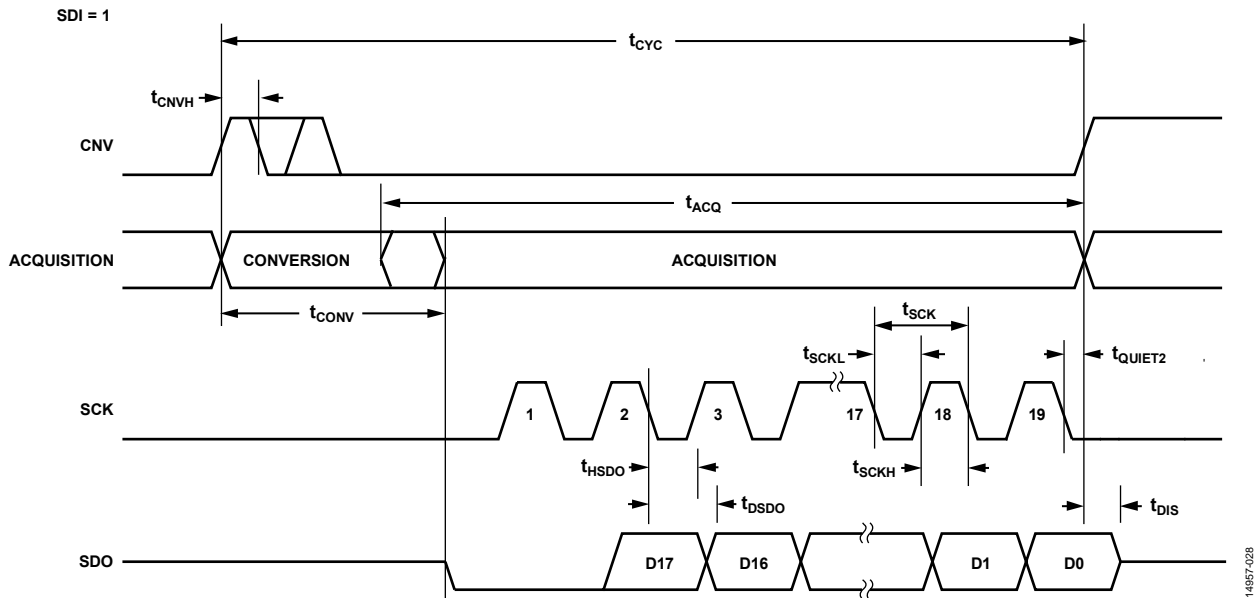 SDI = 1
tCYC
tCNVH
CNV
tACQ
ACQUISITION CONVERSION ACQUISITION
tCONV
tSCK
tSCKL tQUIET2
SCK 1 2 3 17 18 19
tHSDO tSCKH
tDSDO tDIS
SDO D17 D16 D1 D0
14957-028